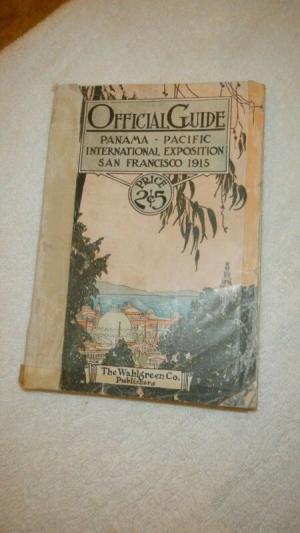 OFFICIAL GUIDE
PANAMA - PACIFIC
INTERNATIONAL EXPOSITION
SAN FRANCISCO 1915
PRICE
25¢
The Wahlgreen Co.
Publishers